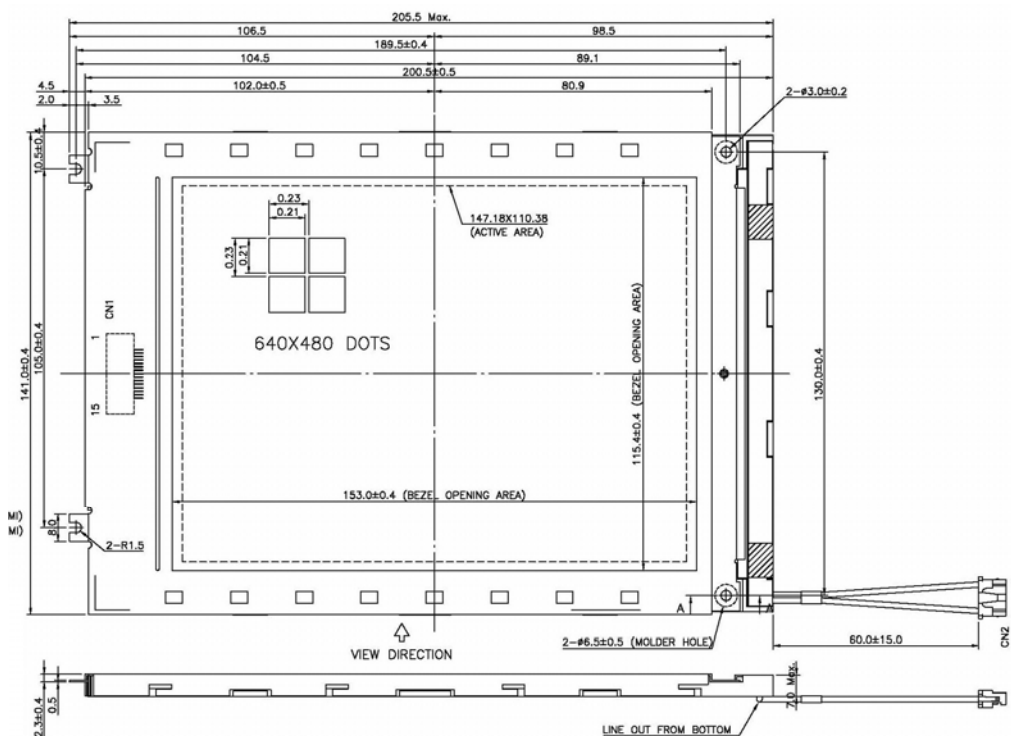 205.5 Max.
106.5
98.5
189.5±0.4
104.5
89.1
200.5±0.5
4.5
102.0±0.5
80.9
2.0
3.5
2-ø3.0±0.2
10.5±0.4
0.23
0.21
147.18X110.38
(ACTIVE AREA)
0.23
0.21
CN1
1
640X480 DOTS
141.0±0.4
105.0±0.4
15
115.4±0.4 (BEZEL OPENING AREA)
130.0±0.4
153.0±0.4 (BEZEL OPENING AREA)
MI)
MI)
8.0
2-R1.5
A
A
2-ø6.5±0.5 (MOLDER HOLE)
60.0±15.0
CN2
VIEW DIRECTION
2.3±0.4
0.5
7.0 Max.
LINE OUT FROM BOTTOM